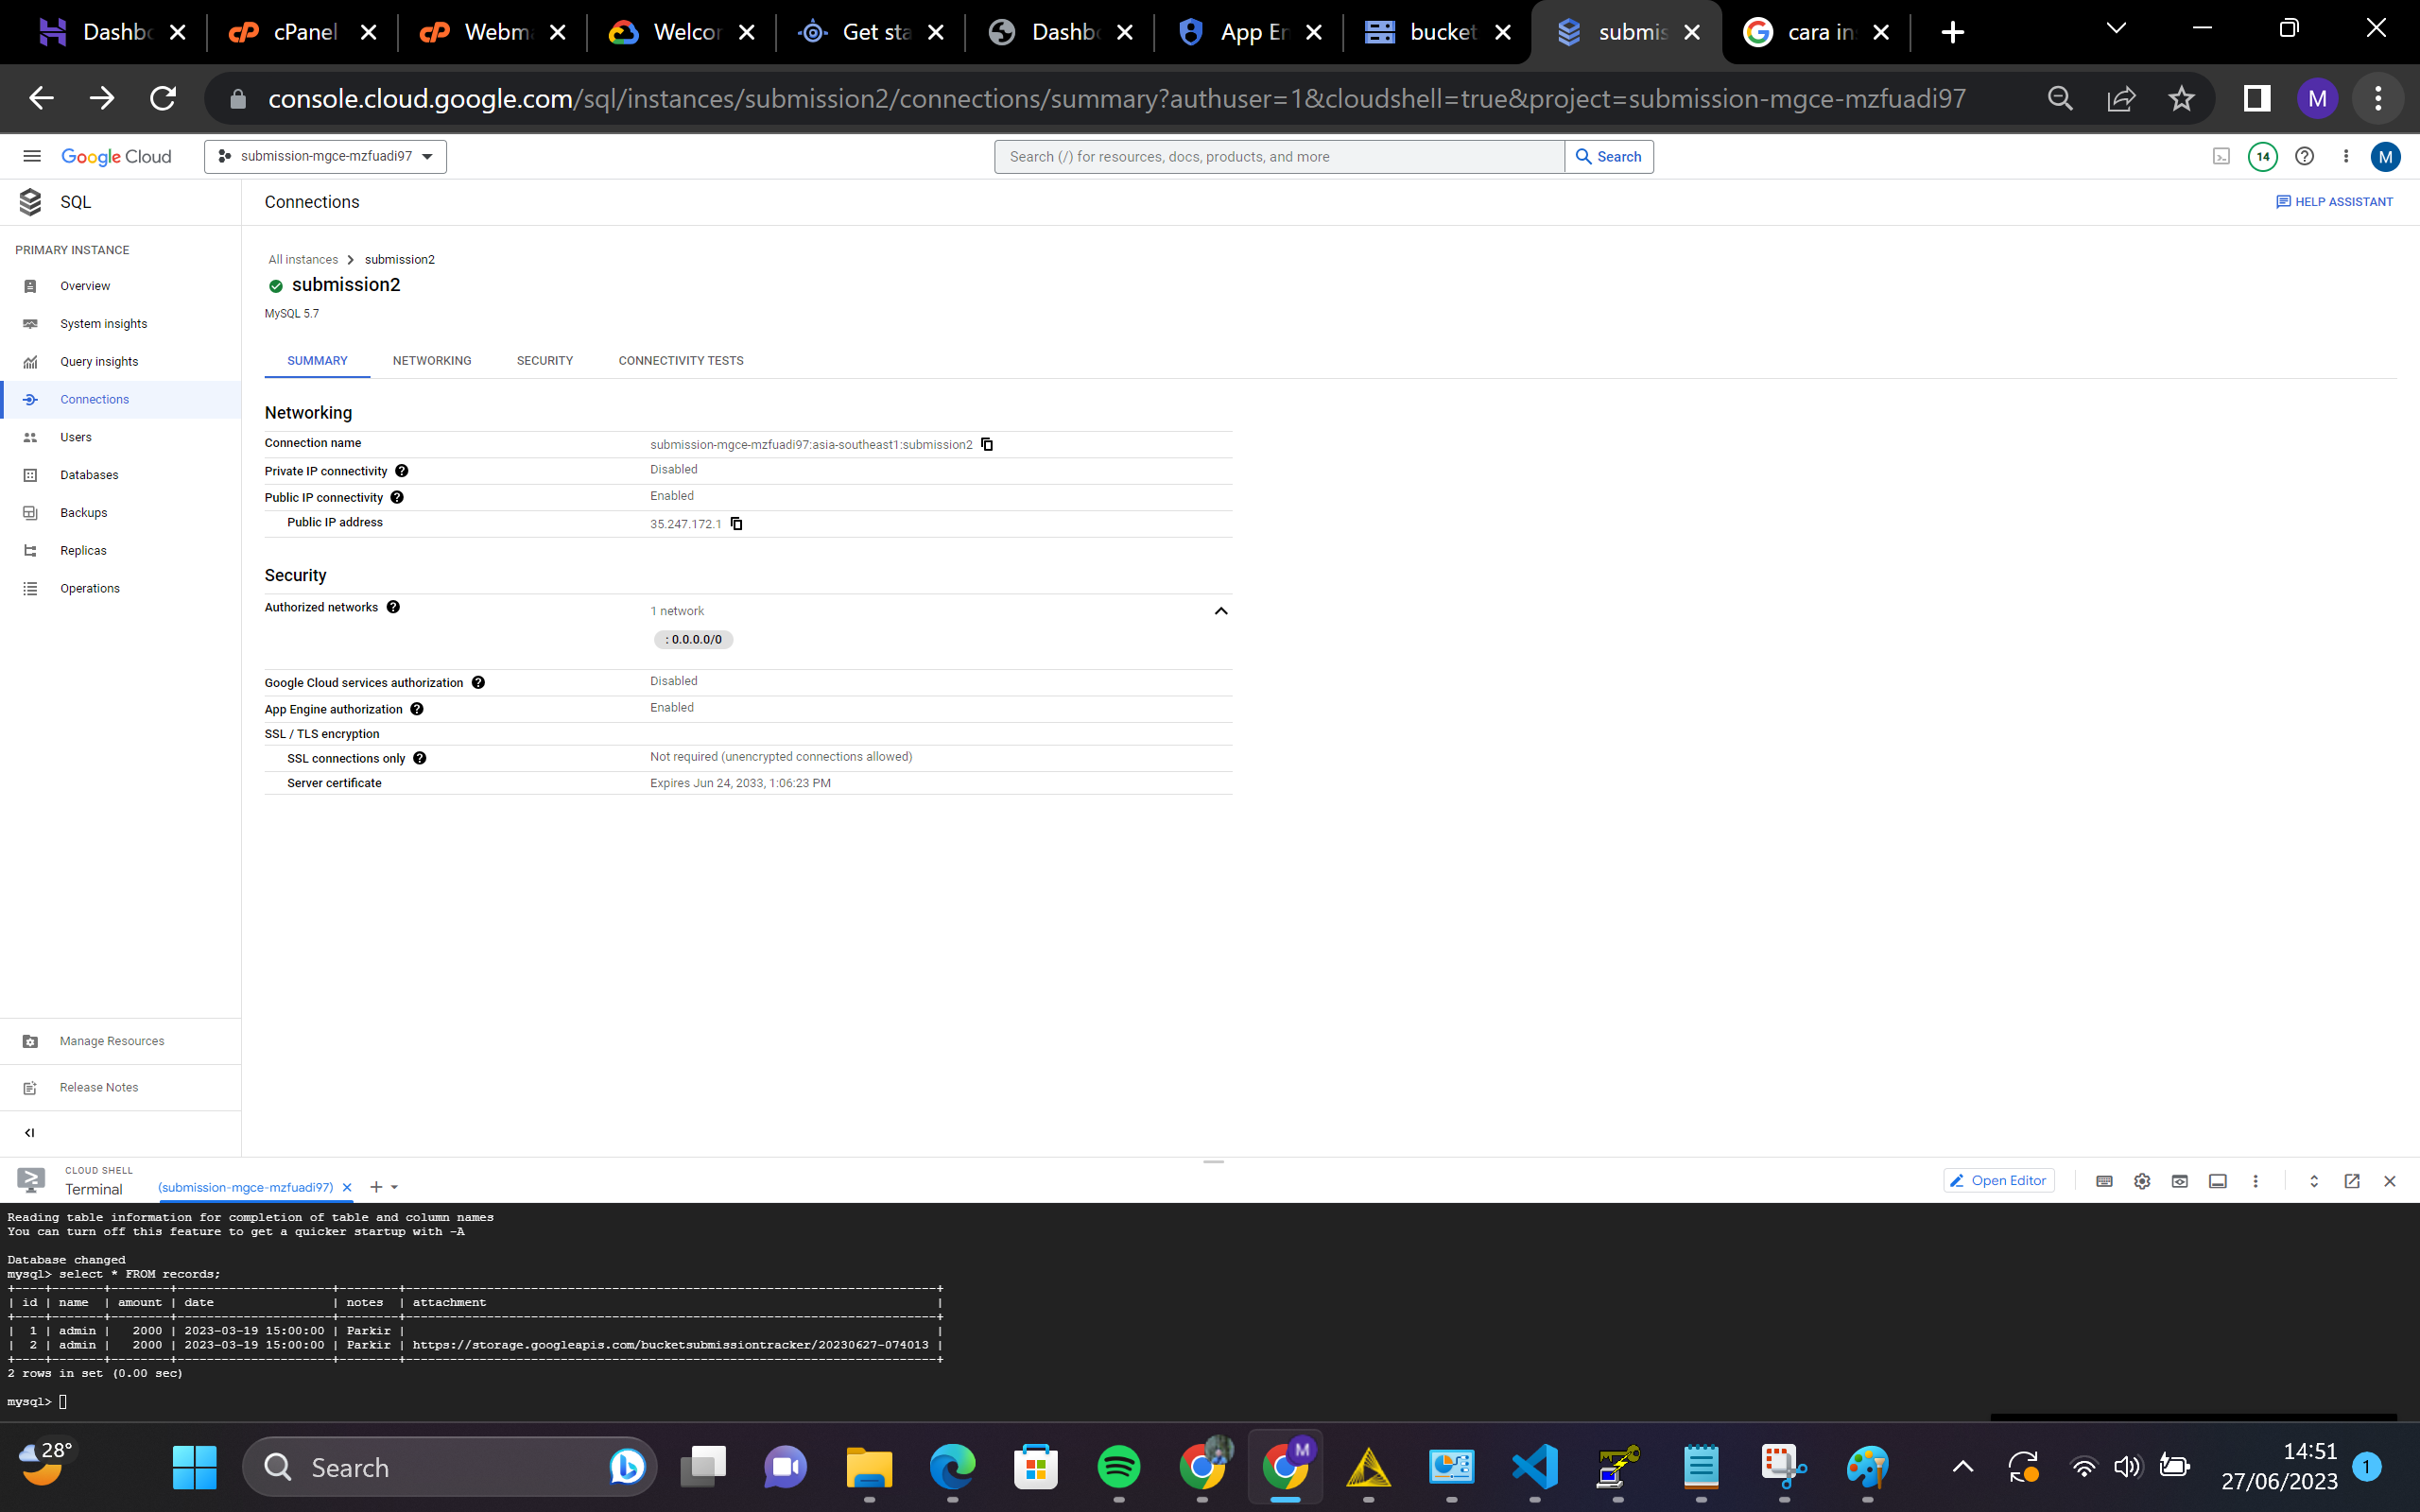 Dashb
cPanel
Webm
Welcor
Get sta
Dashb
App En
bucket
submis
cara in
console.cloud.google.com/sql/instances/submission2/connections/summary?authuser=1&cloudshell=true&project=submission-mgce-mzfuadi97
M
Google Cloud
submission-mgce-mzfuadi97
Search (/) for resources, docs, products, and more
Search
14
M
SQL
Connections
HELP ASSISTANT
PRIMARY INSTANCE
Overview
System insights
Query insights
Connections
Users
Databases
Backups
Replicas
Operations
Manage Resources
Release Notes
All instances
submission2
submission2
MySQL 5.7
SUMMARY
NETWORKING
SECURITY
CONNECTIVITY TESTS
Networking
Connection name submission-mgce-mzfuadi97:asia-southeast1:submission2
Private IP connectivity Disabled
Public IP connectivity Enabled
Public IP address 35.247.172.1
Security
Authorized networks 1 network
: 0.0.0.0/0
Google Cloud services authorization Disabled
App Engine authorization Enabled
SSL / TLS encryption
SSL connections only Not required (unencrypted connections allowed)
Server certificate Expires Jun 24, 2033, 1:06:23 PM
CLOUD SHELL
Terminal
(submission-mgce-mzfuadi97)
Open Editor
Reading table information for completion of table and column names
You can turn off this feature to get a quicker startup with -A
Database changed
mysql> select * FROM records;
+----+-------+--------+---------------------+--------+------------------------------------------------------------------------+
| id | name  | amount | date                | notes  | attachment                                                             |
+----+-------+--------+---------------------+--------+------------------------------------------------------------------------+
|  1 | admin |   2000 | 2023-03-19 15:00:00 | Parkir |                                                                        |
|  2 | admin |   2000 | 2023-03-19 15:00:00 | Parkir | https://storage.googleapis.com/bucketsubmissiontracker/20230627-074013 |
+----+-------+--------+---------------------+--------+------------------------------------------------------------------------+
2 rows in set (0.00 sec)
mysql>
28°
Search
M
14:51
27/06/2023
1